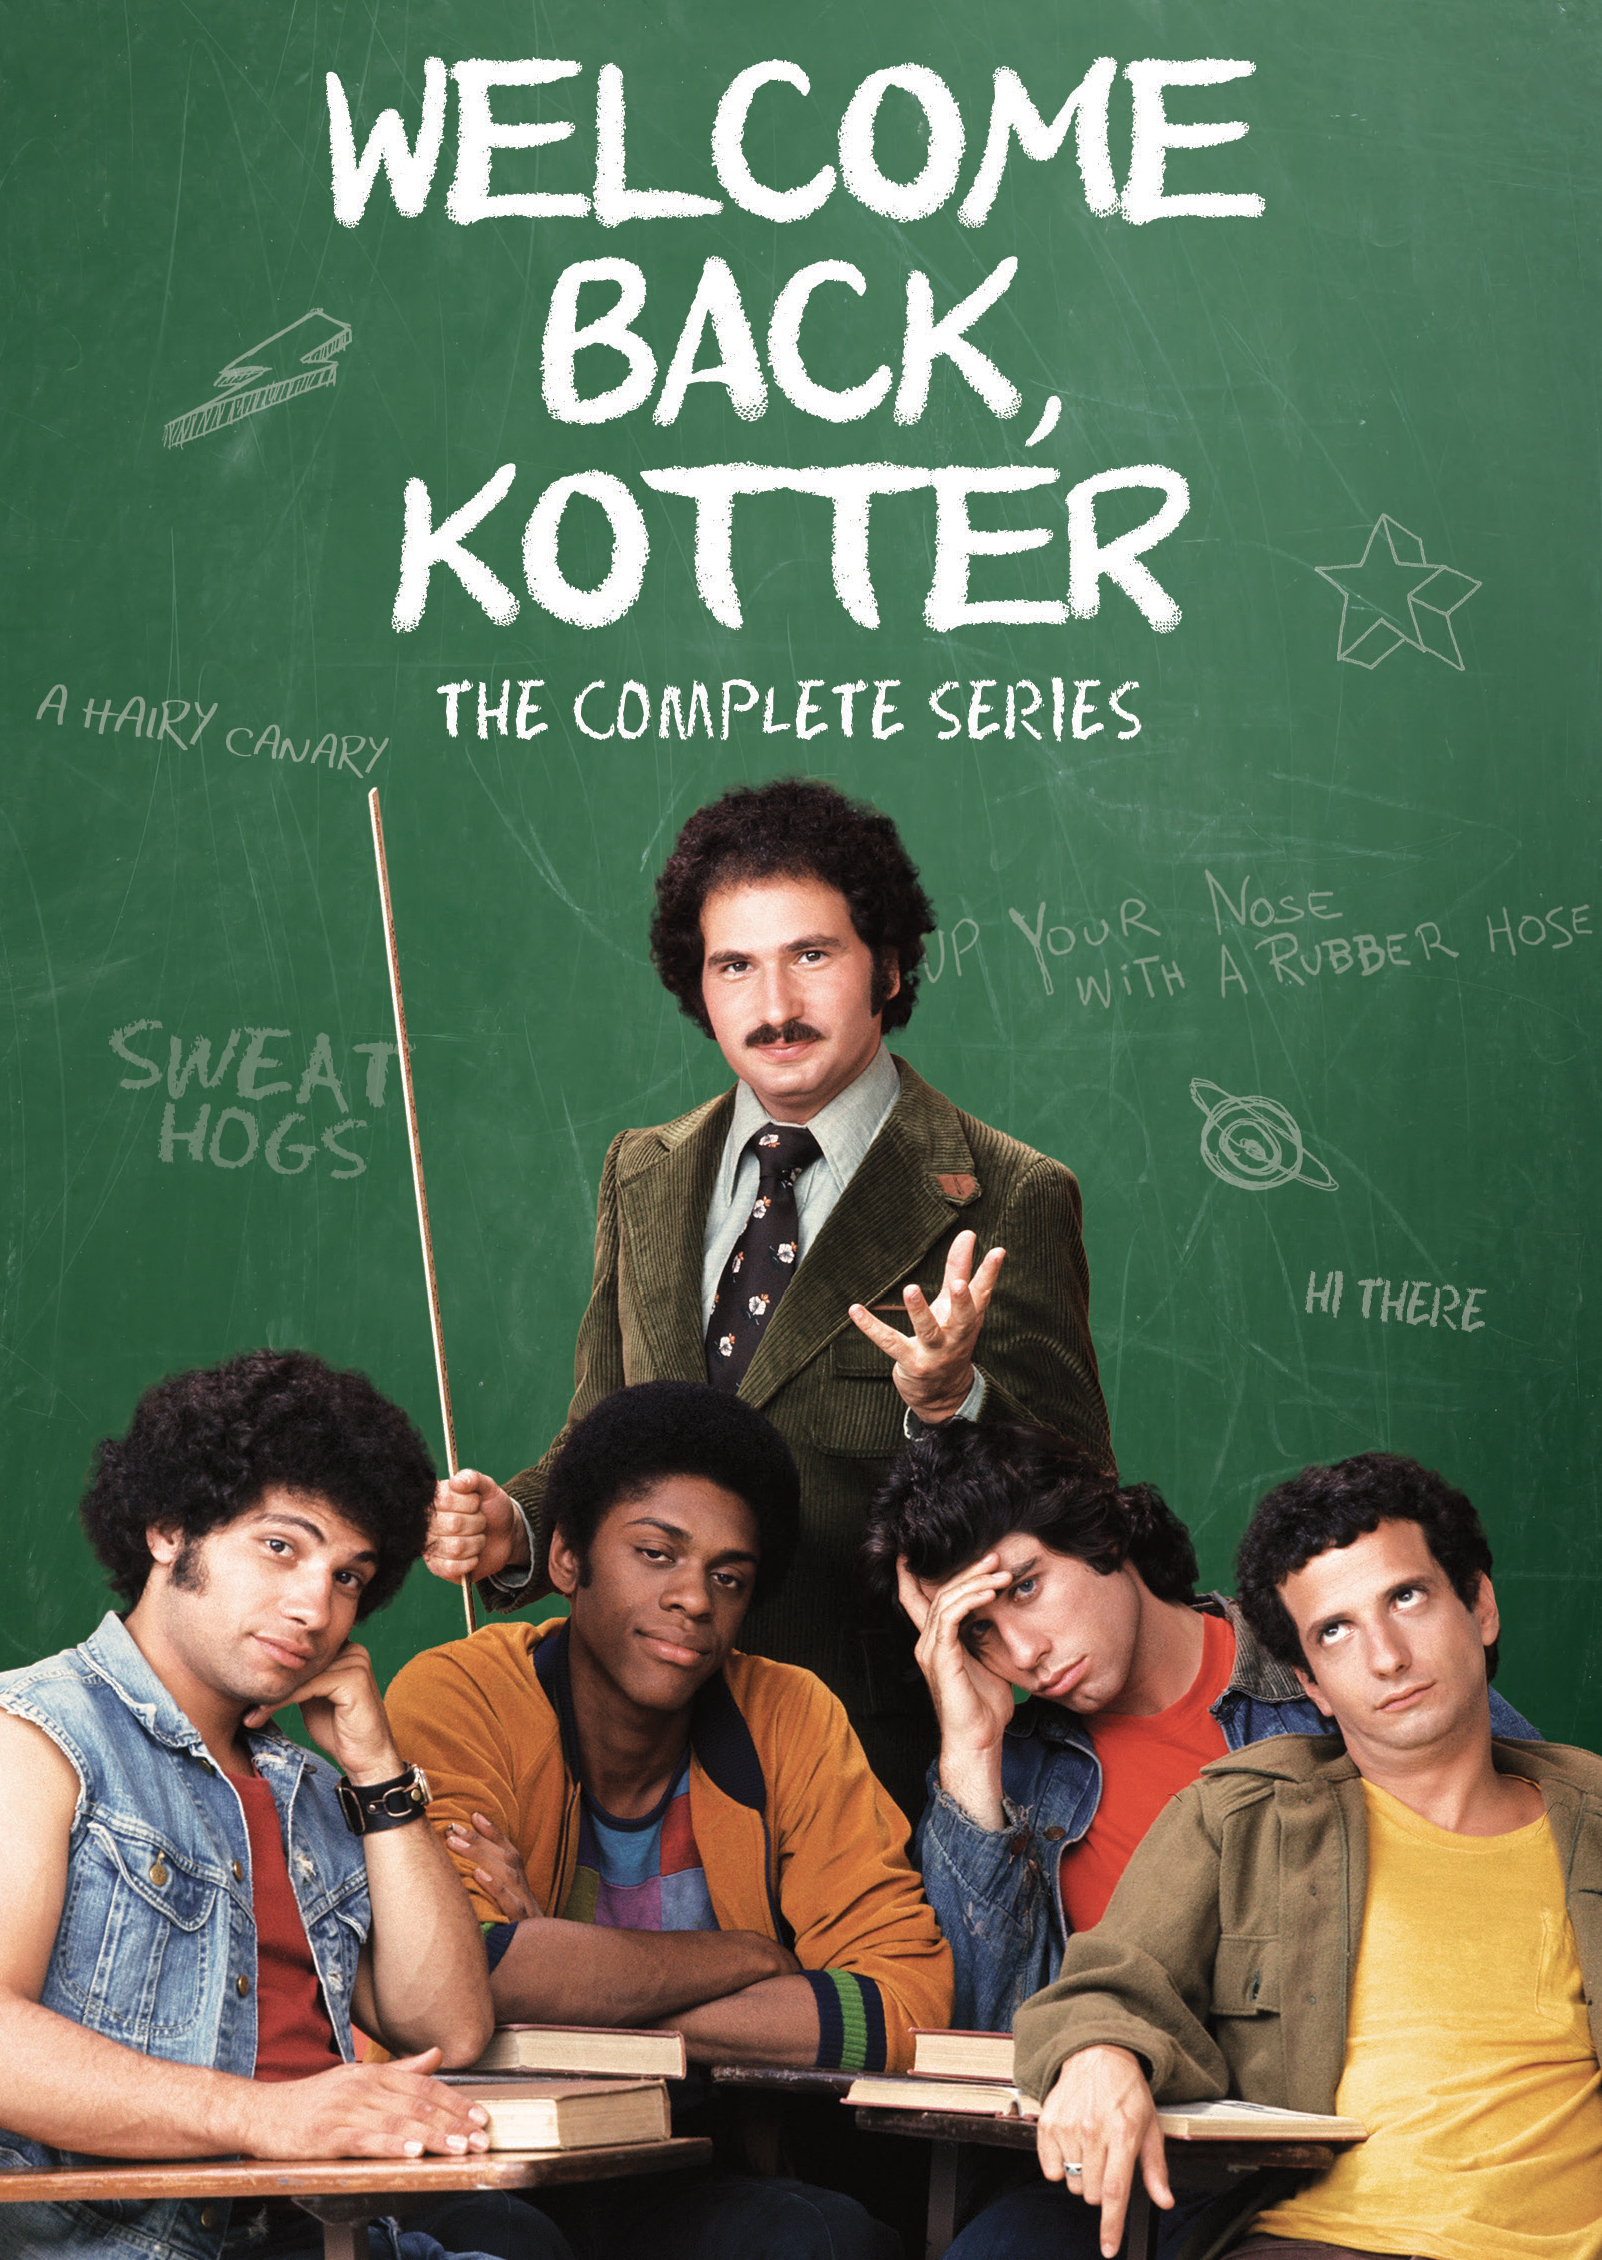 WELCOME
BACK,
KOTTER
THE COMPLETE SERIES
A HAIRY CANARY
UP YOUR NOSE
WITH A RUBBER HOSE
SWEAT
HOGS
HI THERE